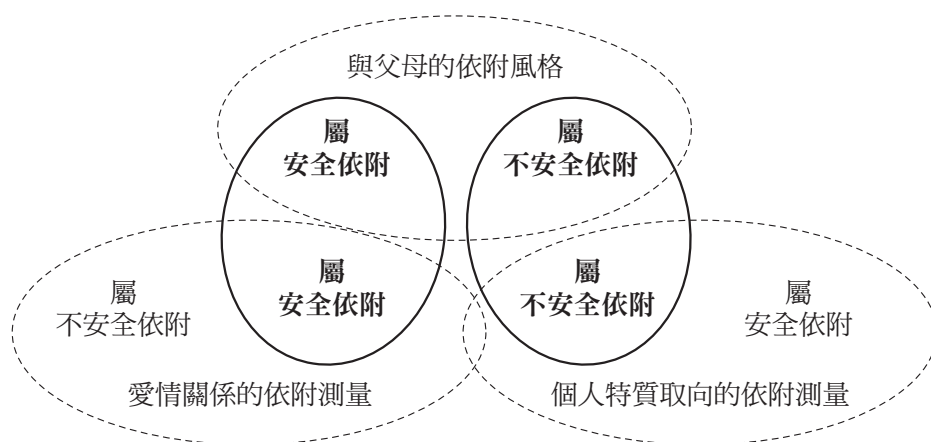 與父母的依附風格
屬
安全依附
屬
不安全依附
屬
不安全依附
屬
安全依附
屬
不安全依附
屬
安全依附
愛情關係的依附測量
個人特質取向的依附測量